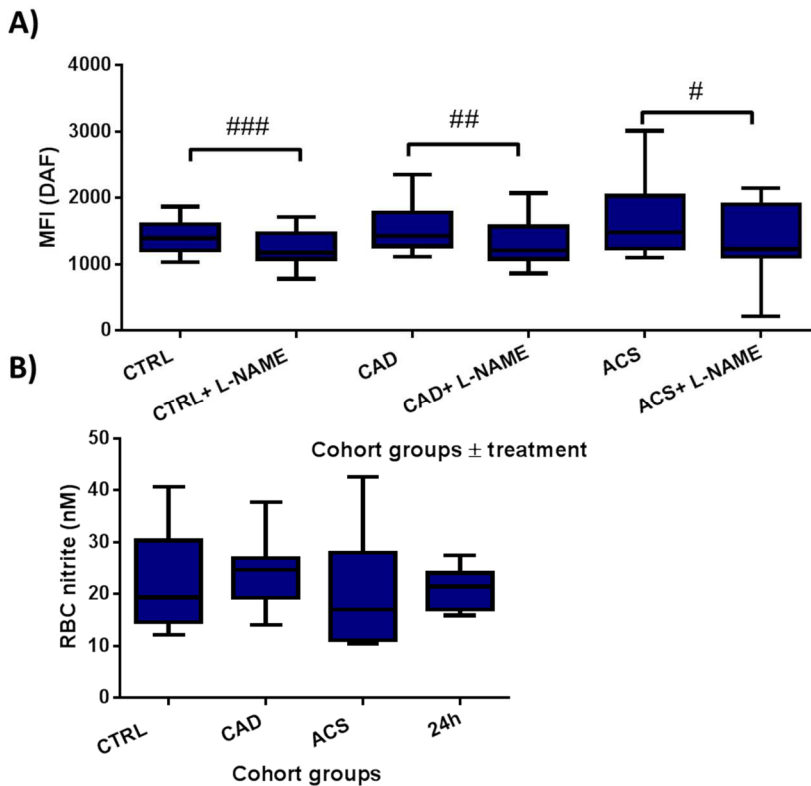 A)
4000
3000
2000
1000
0
MFI (DAF)
###
##
#
CTRL
CTRL+ L-NAME
CAD
CAD+ L-NAME
ACS
ACS+ L-NAME
Cohort groups ± treatment
B)
50
40
30
20
10
0
RBC nitrite (nM)
CTRL
CAD
ACS
24h
Cohort groups